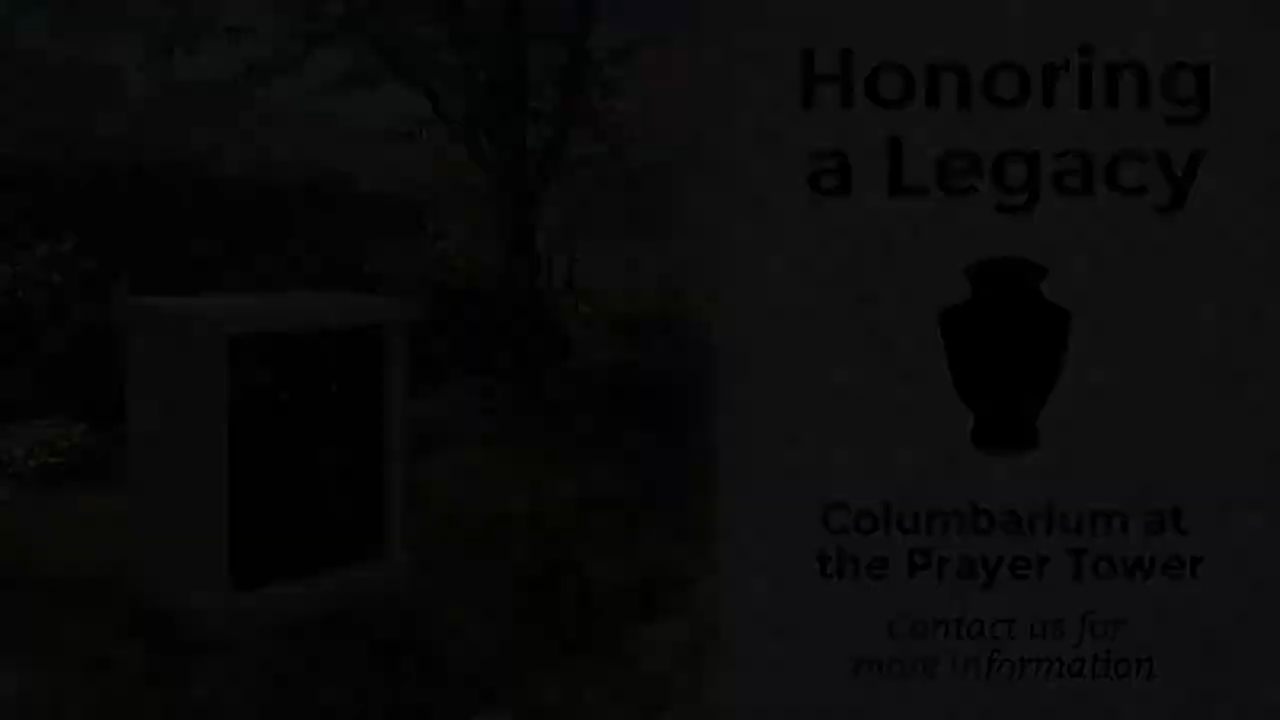 Honoring
a Legacy
Columbarium at
the Prayer Tower
Contact us for
more information